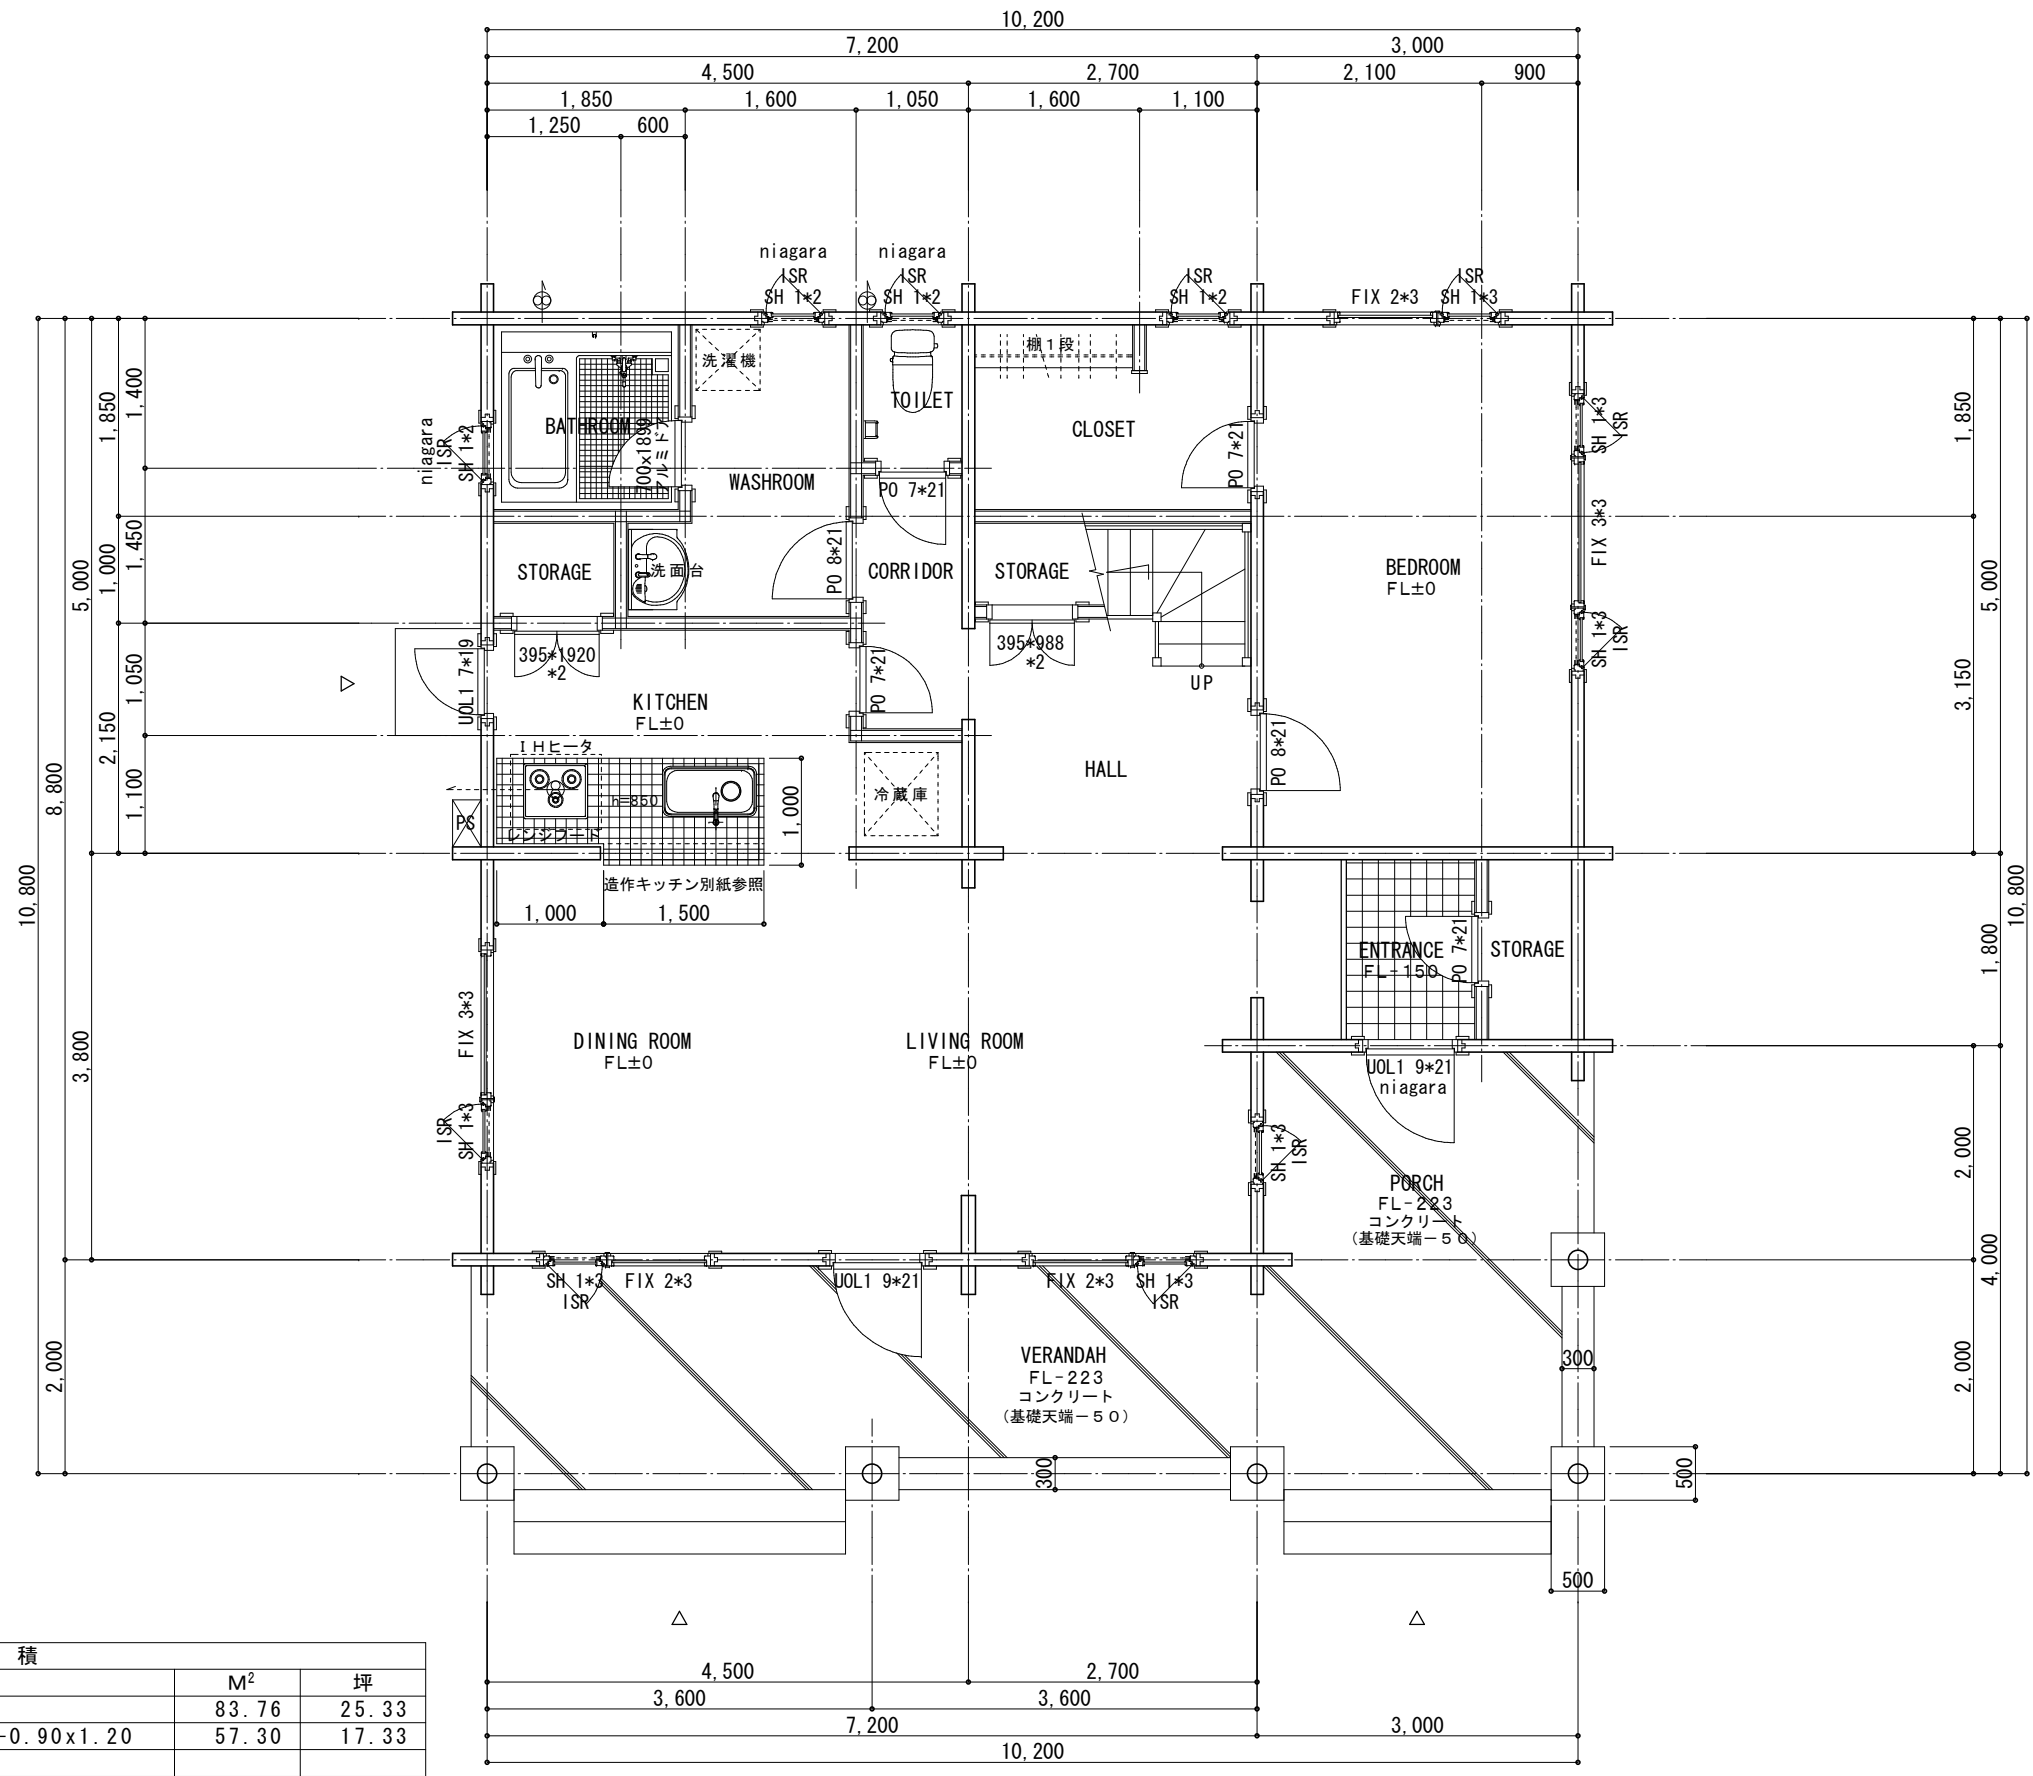 10,200
7,200
3,000
4,500
2,700
2,100
900
1,850
1,600
1,050
1,600
1,100
1,250
600
niagara
ISR
SH 1*2
niagara
ISR
SH 1*2
ISR
SH 1*2
FIX 2*3
ISR
SH 1*3
洗濯機
TOILET
棚1段
CLOSET
BATHROOM
700x1800
アルミドア
niagara
ISR
SH 1*2
WASHROOM
PO 7*21
PO 7*21
SH 1*3
ISR
FIX 3*3
SH 1*3
ISR
STORAGE
洗面台
PO 8*21
CORRIDOR
STORAGE
BEDROOM
FL±0
395*1920
*2
395*988
*2
UP
UOL1 7*19
KITCHEN
FL±0
PO 7*21
HALL
PO 8*21
IHヒータ
h=850
レンジフード
PS
冷蔵庫
1,000
造作キッチン別紙参照
1,000
1,500
ENTRANCE
FL-150
PO 7*21
STORAGE
FIX 3*3
ISR
SH 1*3
DINING ROOM
FL±0
LIVING ROOM
FL±0
SH 1*3
ISR
UOL1 9*21
niagara
PORCH
FL-223
コンクリート
(基礎天端-50)
SH 1*3
ISR
FIX 2*3
UOL1 9*21
FIX 2*3
SH 1*3
ISR
VERANDAH
FL-223
コンクリート
(基礎天端-50)
300
300
500
500
10,800
8,800
2,000
5,000
3,800
1,850
1,000
2,150
1,400
1,450
1,050
1,100
1,850
3,150
2,000
2,000
5,000
1,800
4,000
10,800
4,500
2,700
3,600
3,600
7,200
3,000
10,200
積
M²
坪
83.76
25.33
-0.90x1.20
57.30
17.33